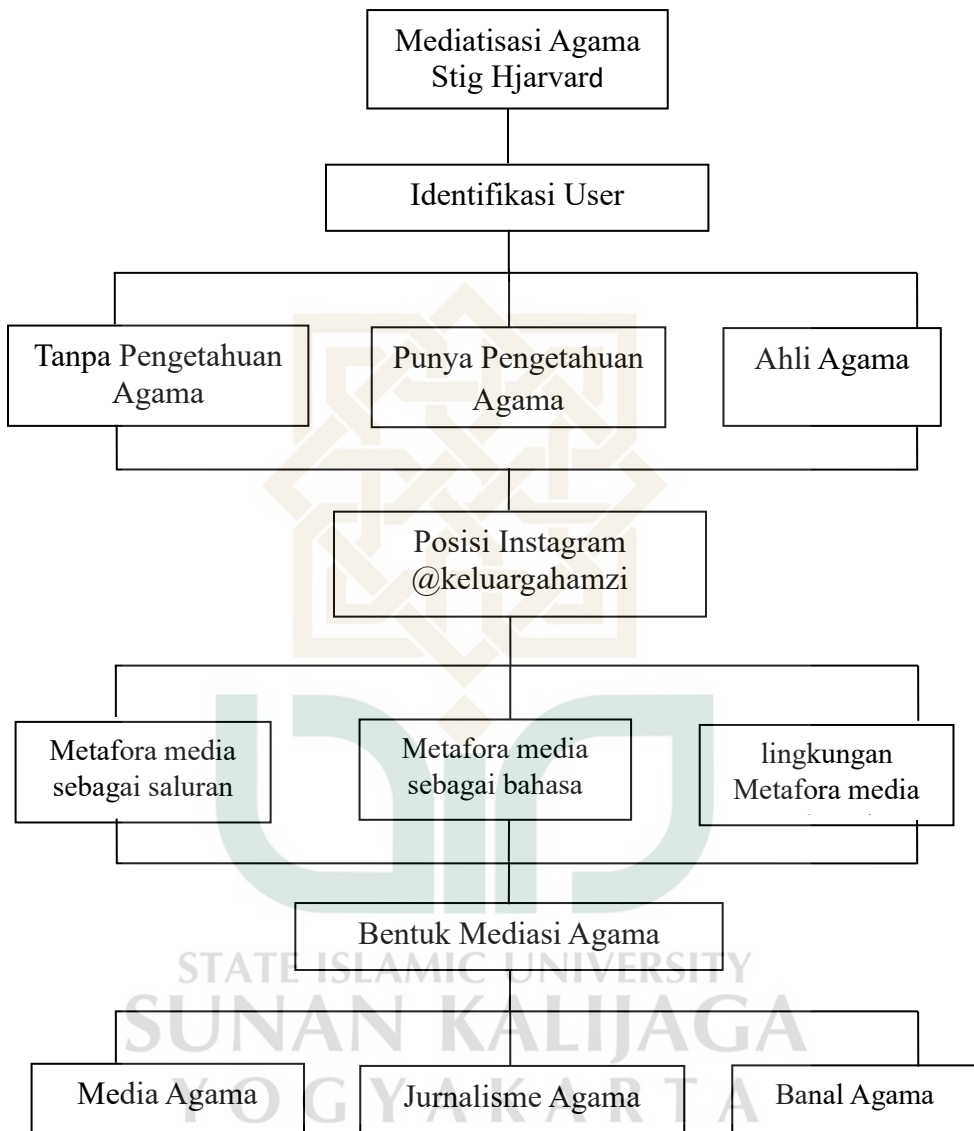 Mediatisasi Agama
Stig Hjarvard
Identifikasi User
Tanpa Pengetahuan
Agama
Punya Pengetahuan
Agama
Ahli Agama
Posisi Instagram
@keluargahamzi
Metafora media
sebagai saluran
Metafora media
sebagai bahasa
lingkungan
Metafora media
Bentuk Mediasi Agama
STATE ISLAMIC UNIVERSITY
SUNAN KALIJAGA
YOGYAKARTA
Media Agama
Jurnalisme Agama
Banal Agama